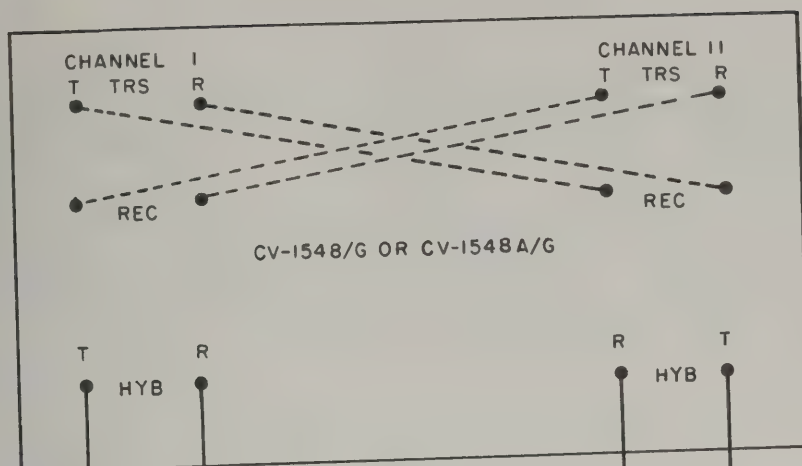 CHANNEL I
T TRS R
CHANNEL II
T TRS R
REC
REC
CV-1548/G OR CV-1548A/G
T R
HYB
R T
HYB